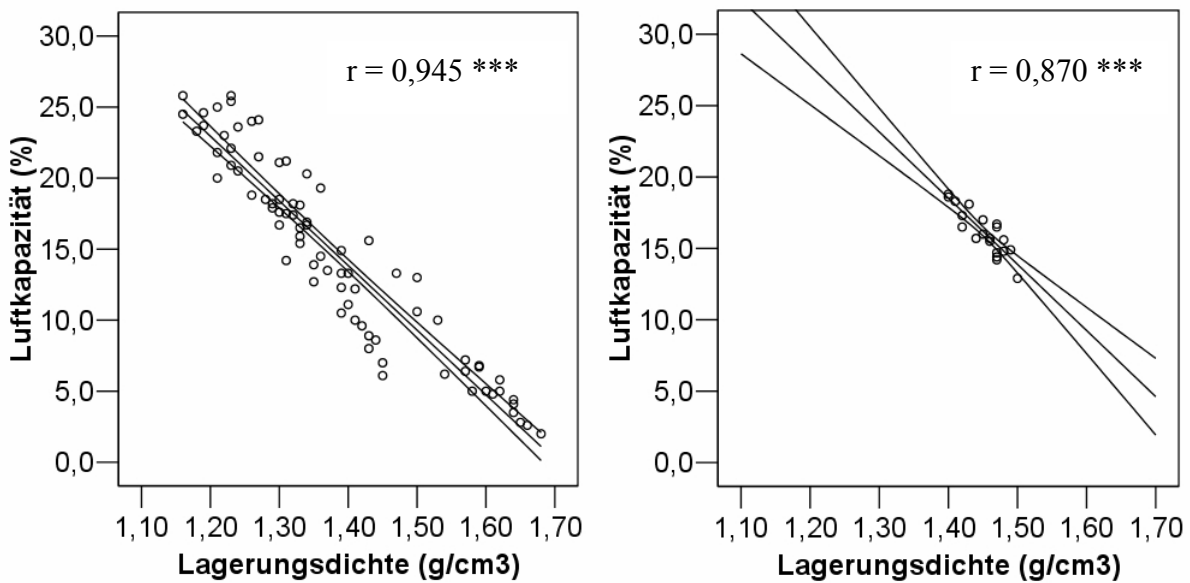 r = 0,945 ***
Luftkapazität (%)
30,0
25,0
20,0
15,0
10,0
5,0
0,0
1,10 1,20 1,30 1,40 1,50 1,60 1,70
Lagerungsdichte (g/cm3)
r = 0,870 ***
Luftkapazität (%)
30,0
25,0
20,0
15,0
10,0
5,0
0,0
1,10 1,20 1,30 1,40 1,50 1,60 1,70
Lagerungsdichte (g/cm3)